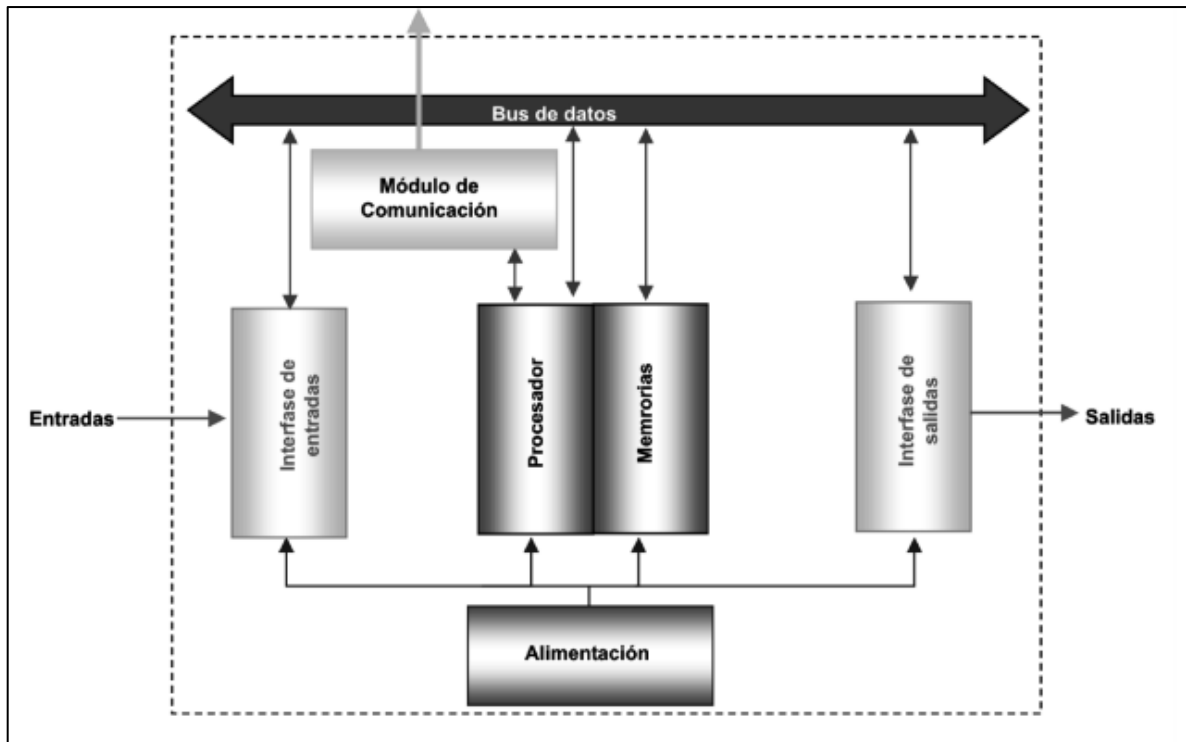 Bus de datos
Módulo de
Comunicación
Entradas
Interfase de
entradas
Procesador
Memrorias
Interfase de
salidas
Salidas
Alimentación